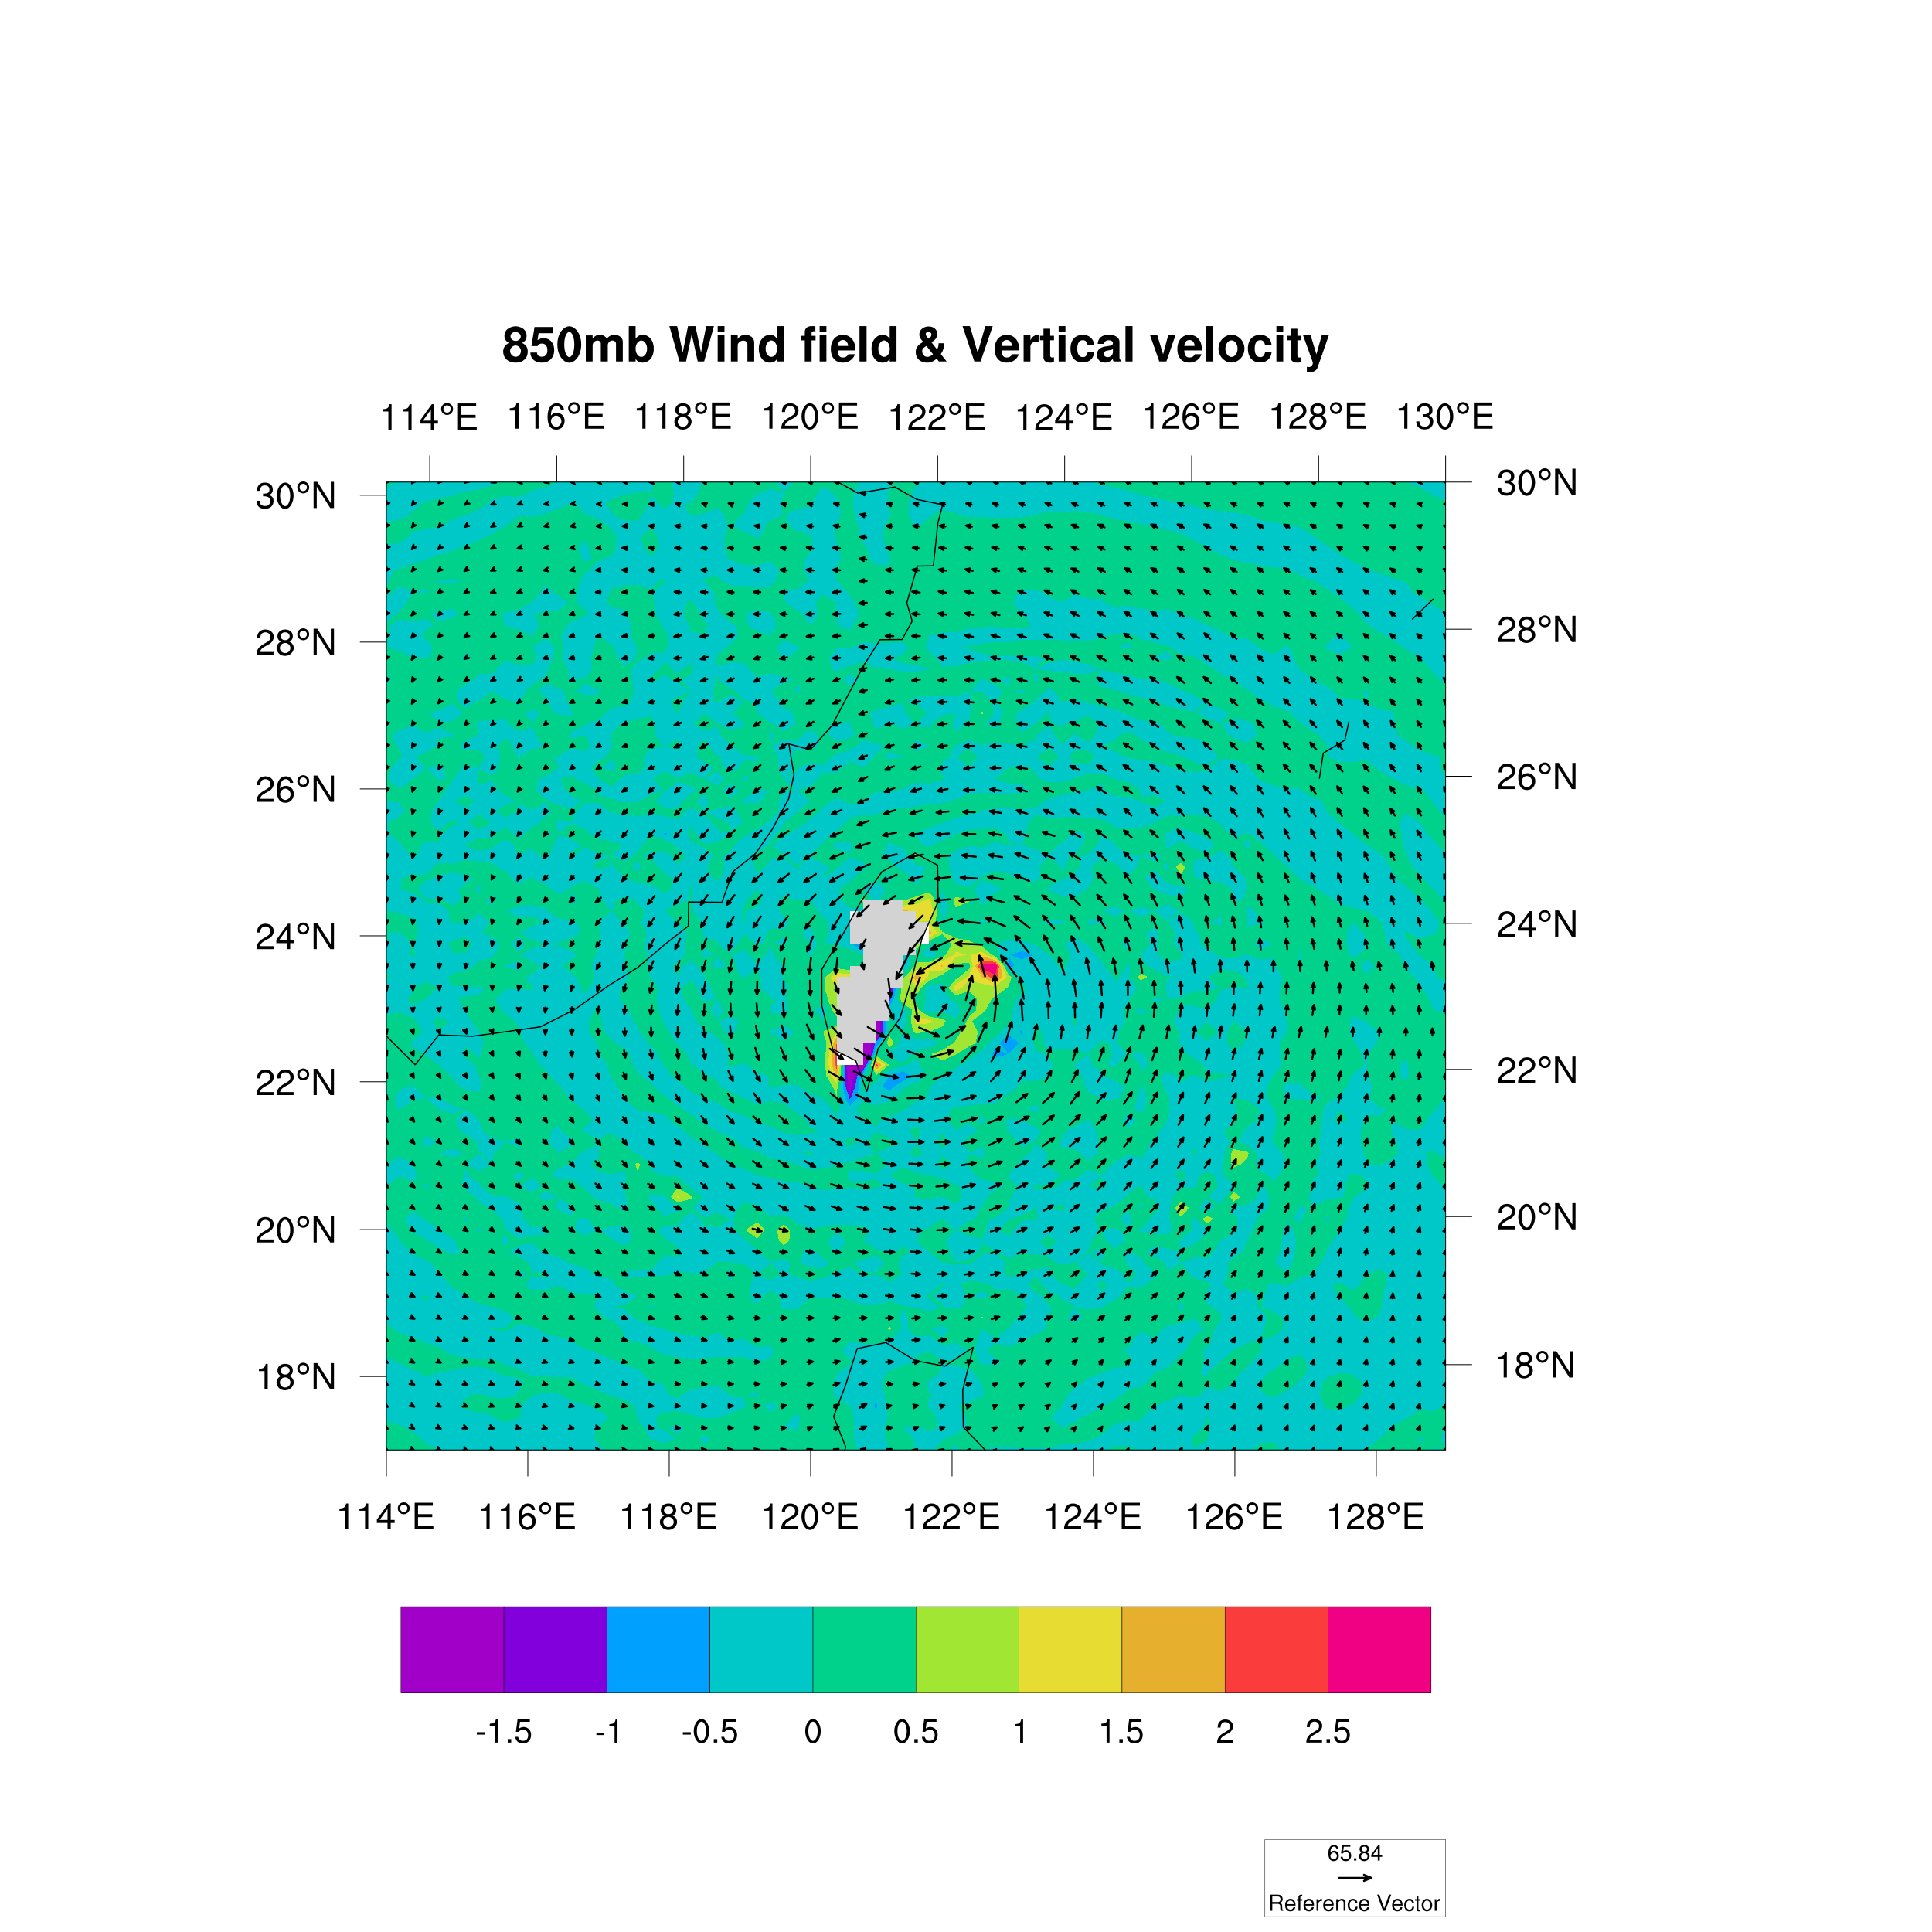 850mb Wind field & Vertical velocity
114°E 116°E 118°E 120°E 122°E 124°E 126°E 128°E 130°E
30°N 30°N
28°N 28°N
26°N 26°N
24°N 24°N
22°N 22°N
20°N 20°N
18°N 18°N
114°E 116°E 118°E 120°E 122°E 124°E 126°E 128°E
-1.5 -1 -0.5 0 0.5 1 1.5 2 2.5
65.84
Reference Vector